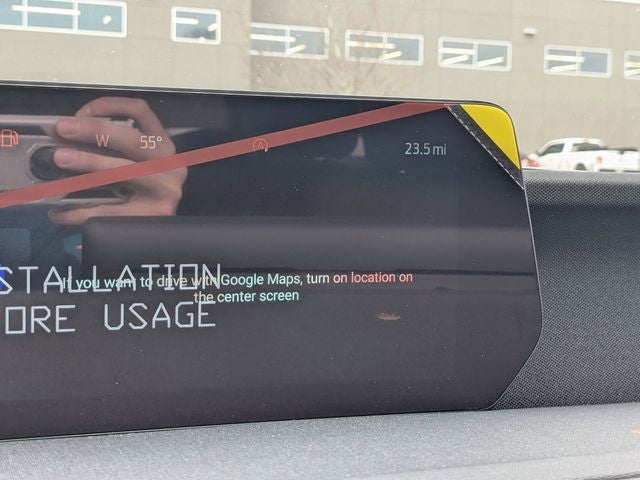 W 55°
23.5 mi
STALLATION
If you want to drive with Google Maps, turn on location on
the center screen
ORE USAGE